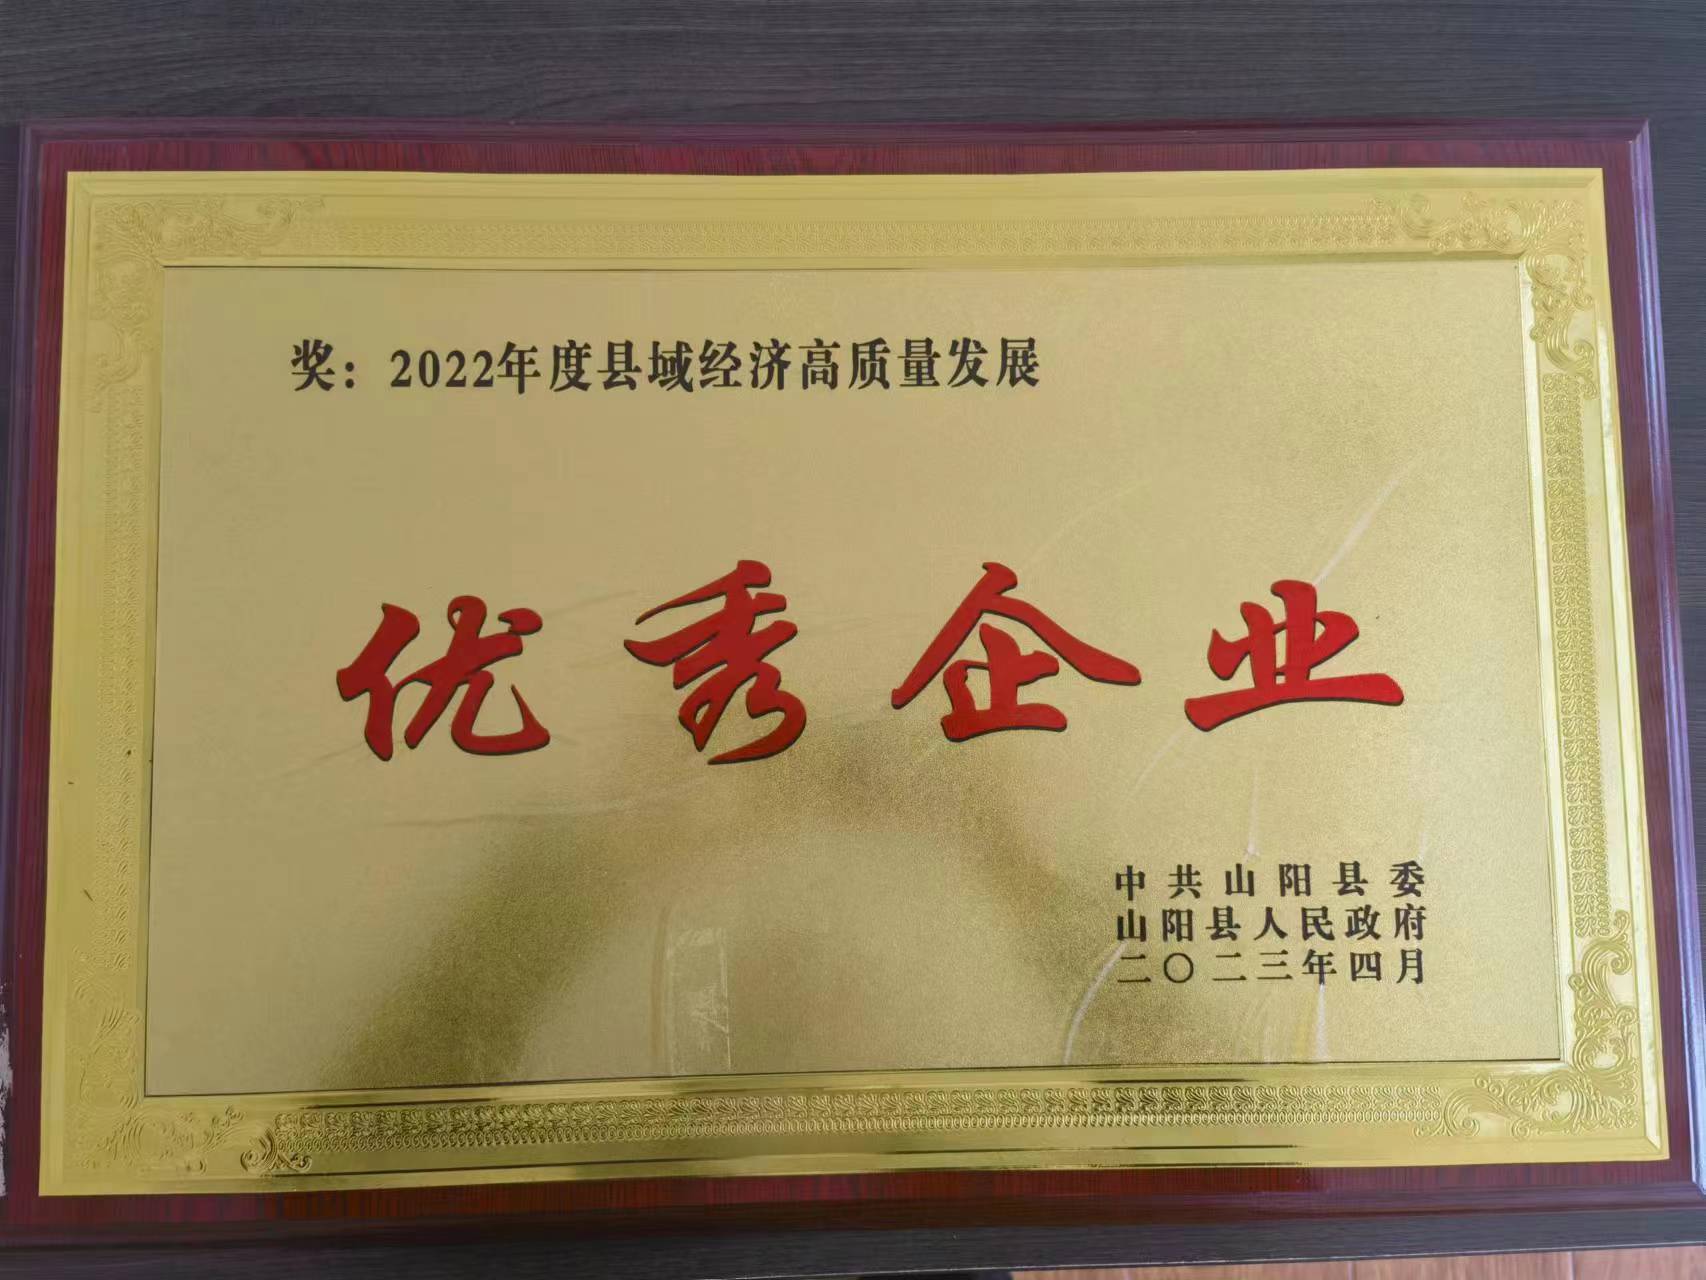 奖：2022年度县域经济高质量发展
优秀企业
中共山阳县委
山阳县人民政府
二〇二三年四月